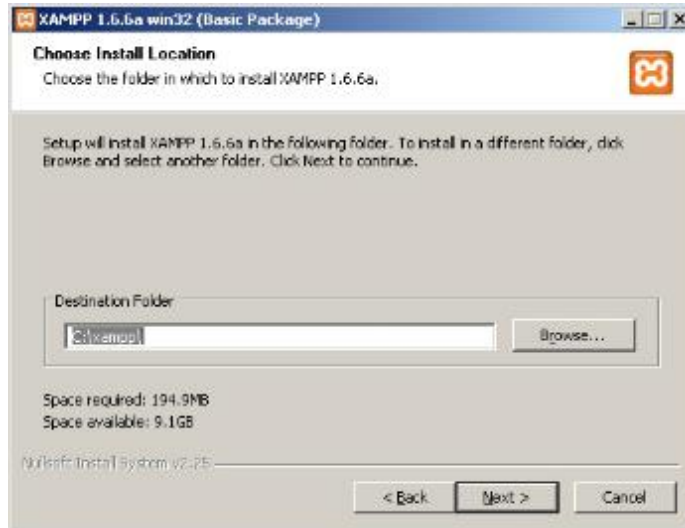 XAMPP 1.6.6a win32 (Basic Package)
Choose Install Location
Choose the folder in which to install XAMPP 1.6.6a.
Setup will install XAMPP 1.6.6a in the following folder. To install in a different folder, click
Browse and select another folder. Click Next to continue.
Destination Folder
C:\xampp\
Browse...
Space required: 194.9MB
Space available: 9.1GB
Nullsoft Install System v2.25
< Back
Next >
Cancel